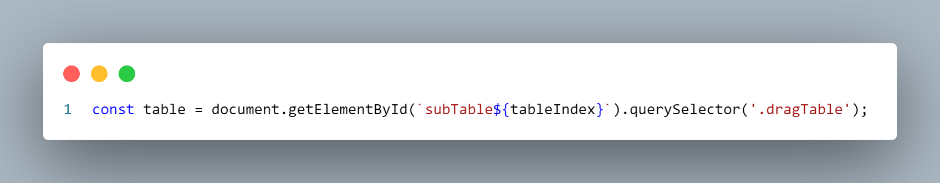 1 const table = document.getElementById(`subTable${tableIndex}`).querySelector('.dragTable');